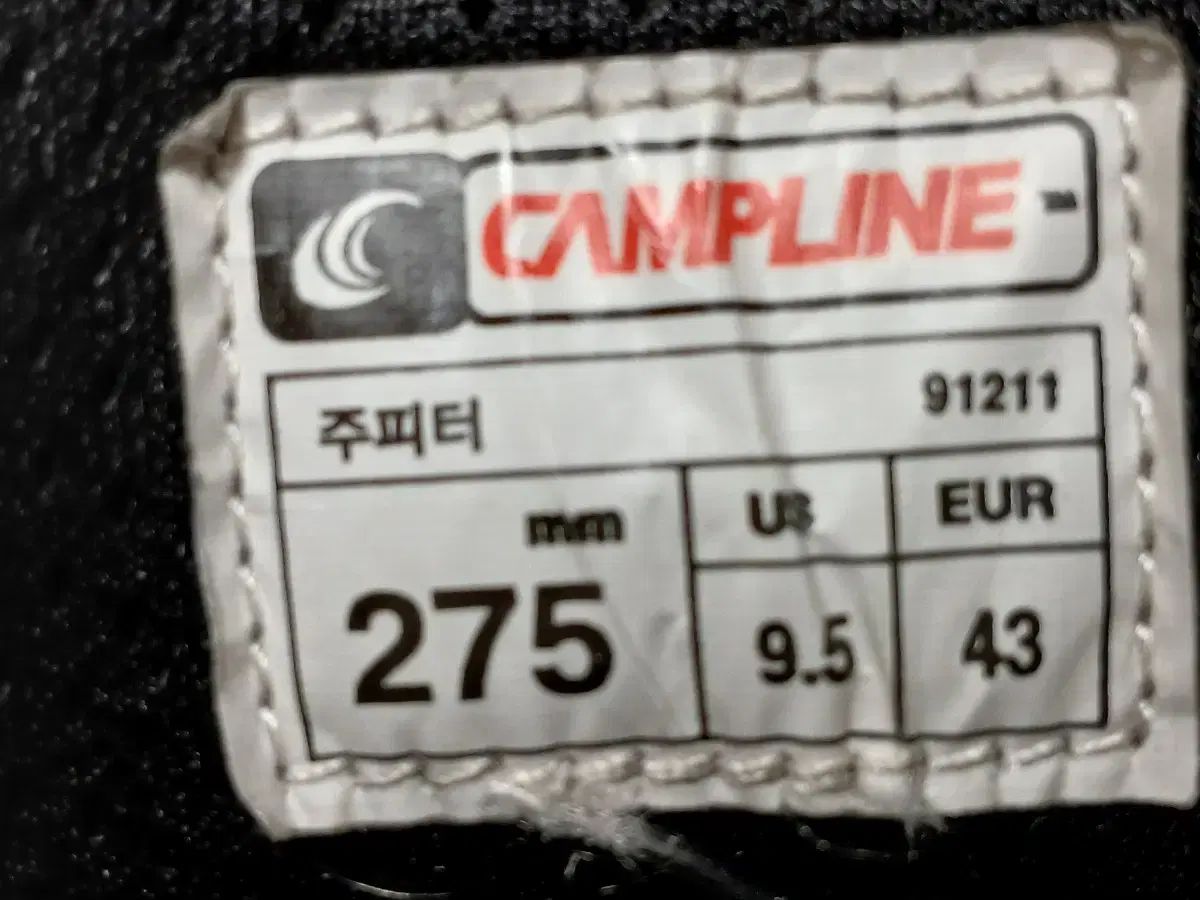 CAMPLINE
주피터 91211
mm US EUR
275 9.5 43